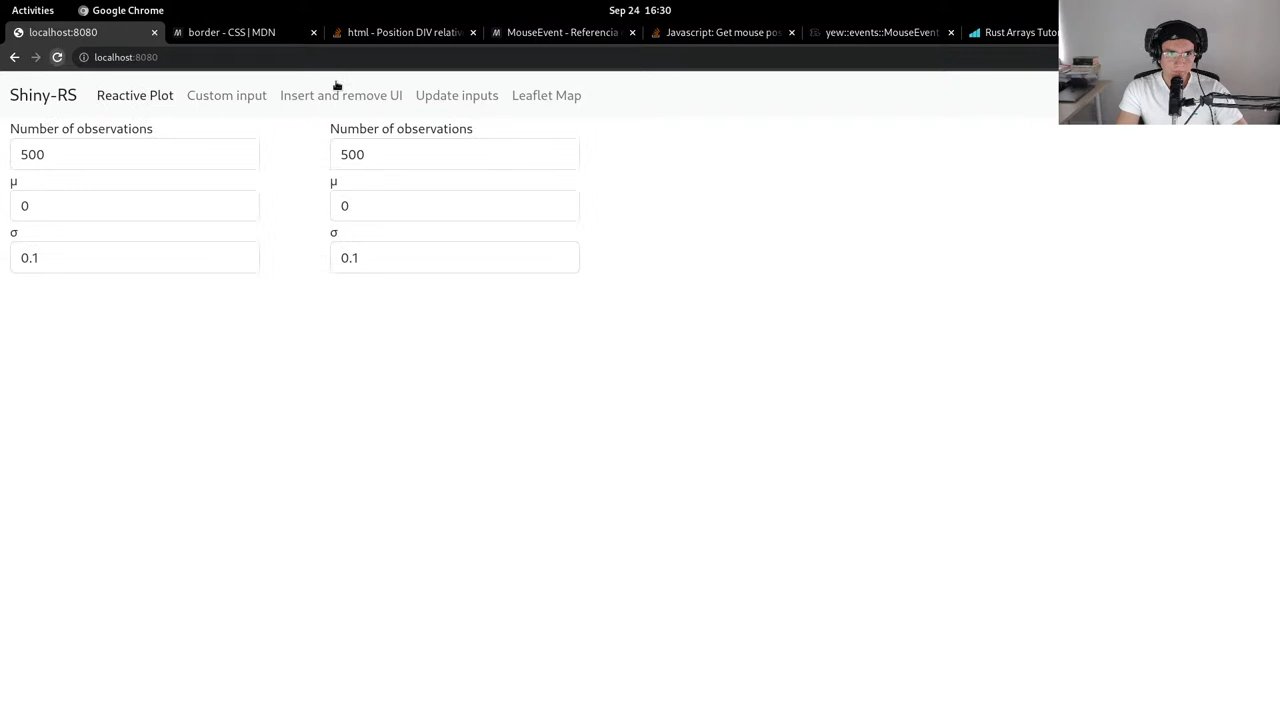 Activities Google Chrome Sep 24 16:30
localhost:8080 border - CSS | MDN html - Position DIV relativ MouseEvent - Referencia Javascript: Get mouse pos yew::events::MouseEvent Rust Arrays Tuto
localhost:8080
Shiny-RS Reactive Plot Custom input Insert and remove UI Update inputs Leaflet Map
Number of observations Number of observations
500 500
μ μ
0 0
σ σ
0.1 0.1